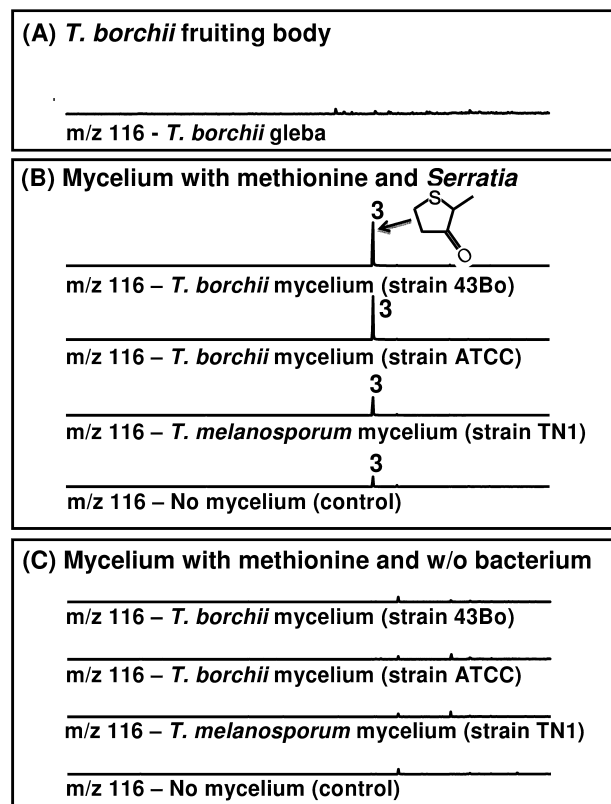 (A) T. borchii fruiting body
m/z 116 - T. borchii gleba
(B) Mycelium with methionine and Serratia
S
3
O
m/z 116 – T. borchii mycelium (strain 43Bo)
3
m/z 116 – T. borchii mycelium (strain ATCC)
3
m/z 116 – T. melanosporum mycelium (strain TN1)
3
m/z 116 – No mycelium (control)
(C) Mycelium with methionine and w/o bacterium
m/z 116 – T. borchii mycelium (strain 43Bo)
m/z 116 – T. borchii mycelium (strain ATCC)
m/z 116 – T. melanosporum mycelium (strain TN1)
m/z 116 – No mycelium (control)